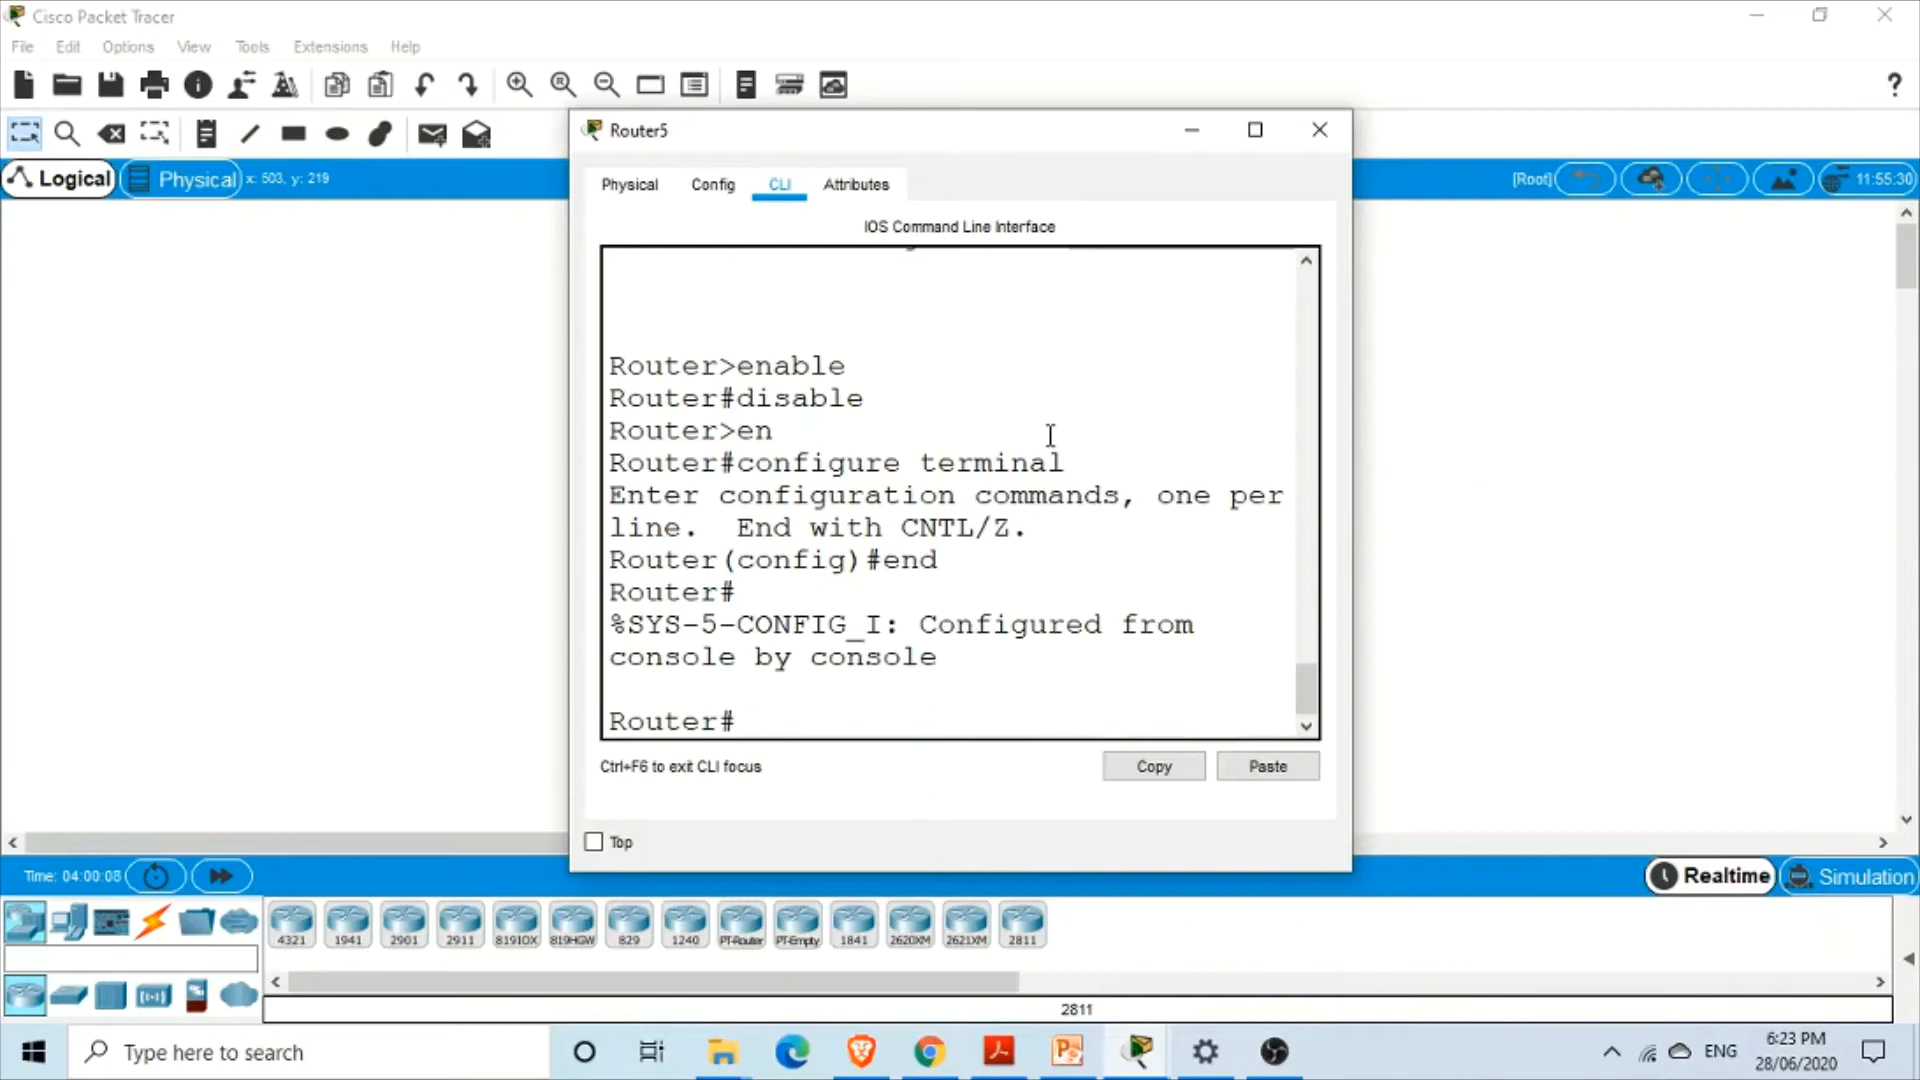 Cisco Packet Tracer
File Edit Options View Tools Extensions Help
?
Router5
Logical Physical x: 503, y: 219
[Root] 11:55:30
Physical Config CLI Attributes
IOS Command Line Interface
Router>enable
Router#disable
Router>en
Router#configure terminal
Enter configuration commands, one per
line.  End with CNTL/Z.
Router(config)#end
Router#
%SYS-5-CONFIG_I: Configured from
console by console
Router#
Ctrl+F6 to exit CLI focus
Copy Paste
Top
Time: 04:00:08
Realtime Simulation
4321 1941 2901 2911 819IOX 819HGW 829 1240 PT-Router PT-Empty 1841 2620XM 2621XM 2811
2811
Type here to search
ENG
6:23 PM
28/06/2020